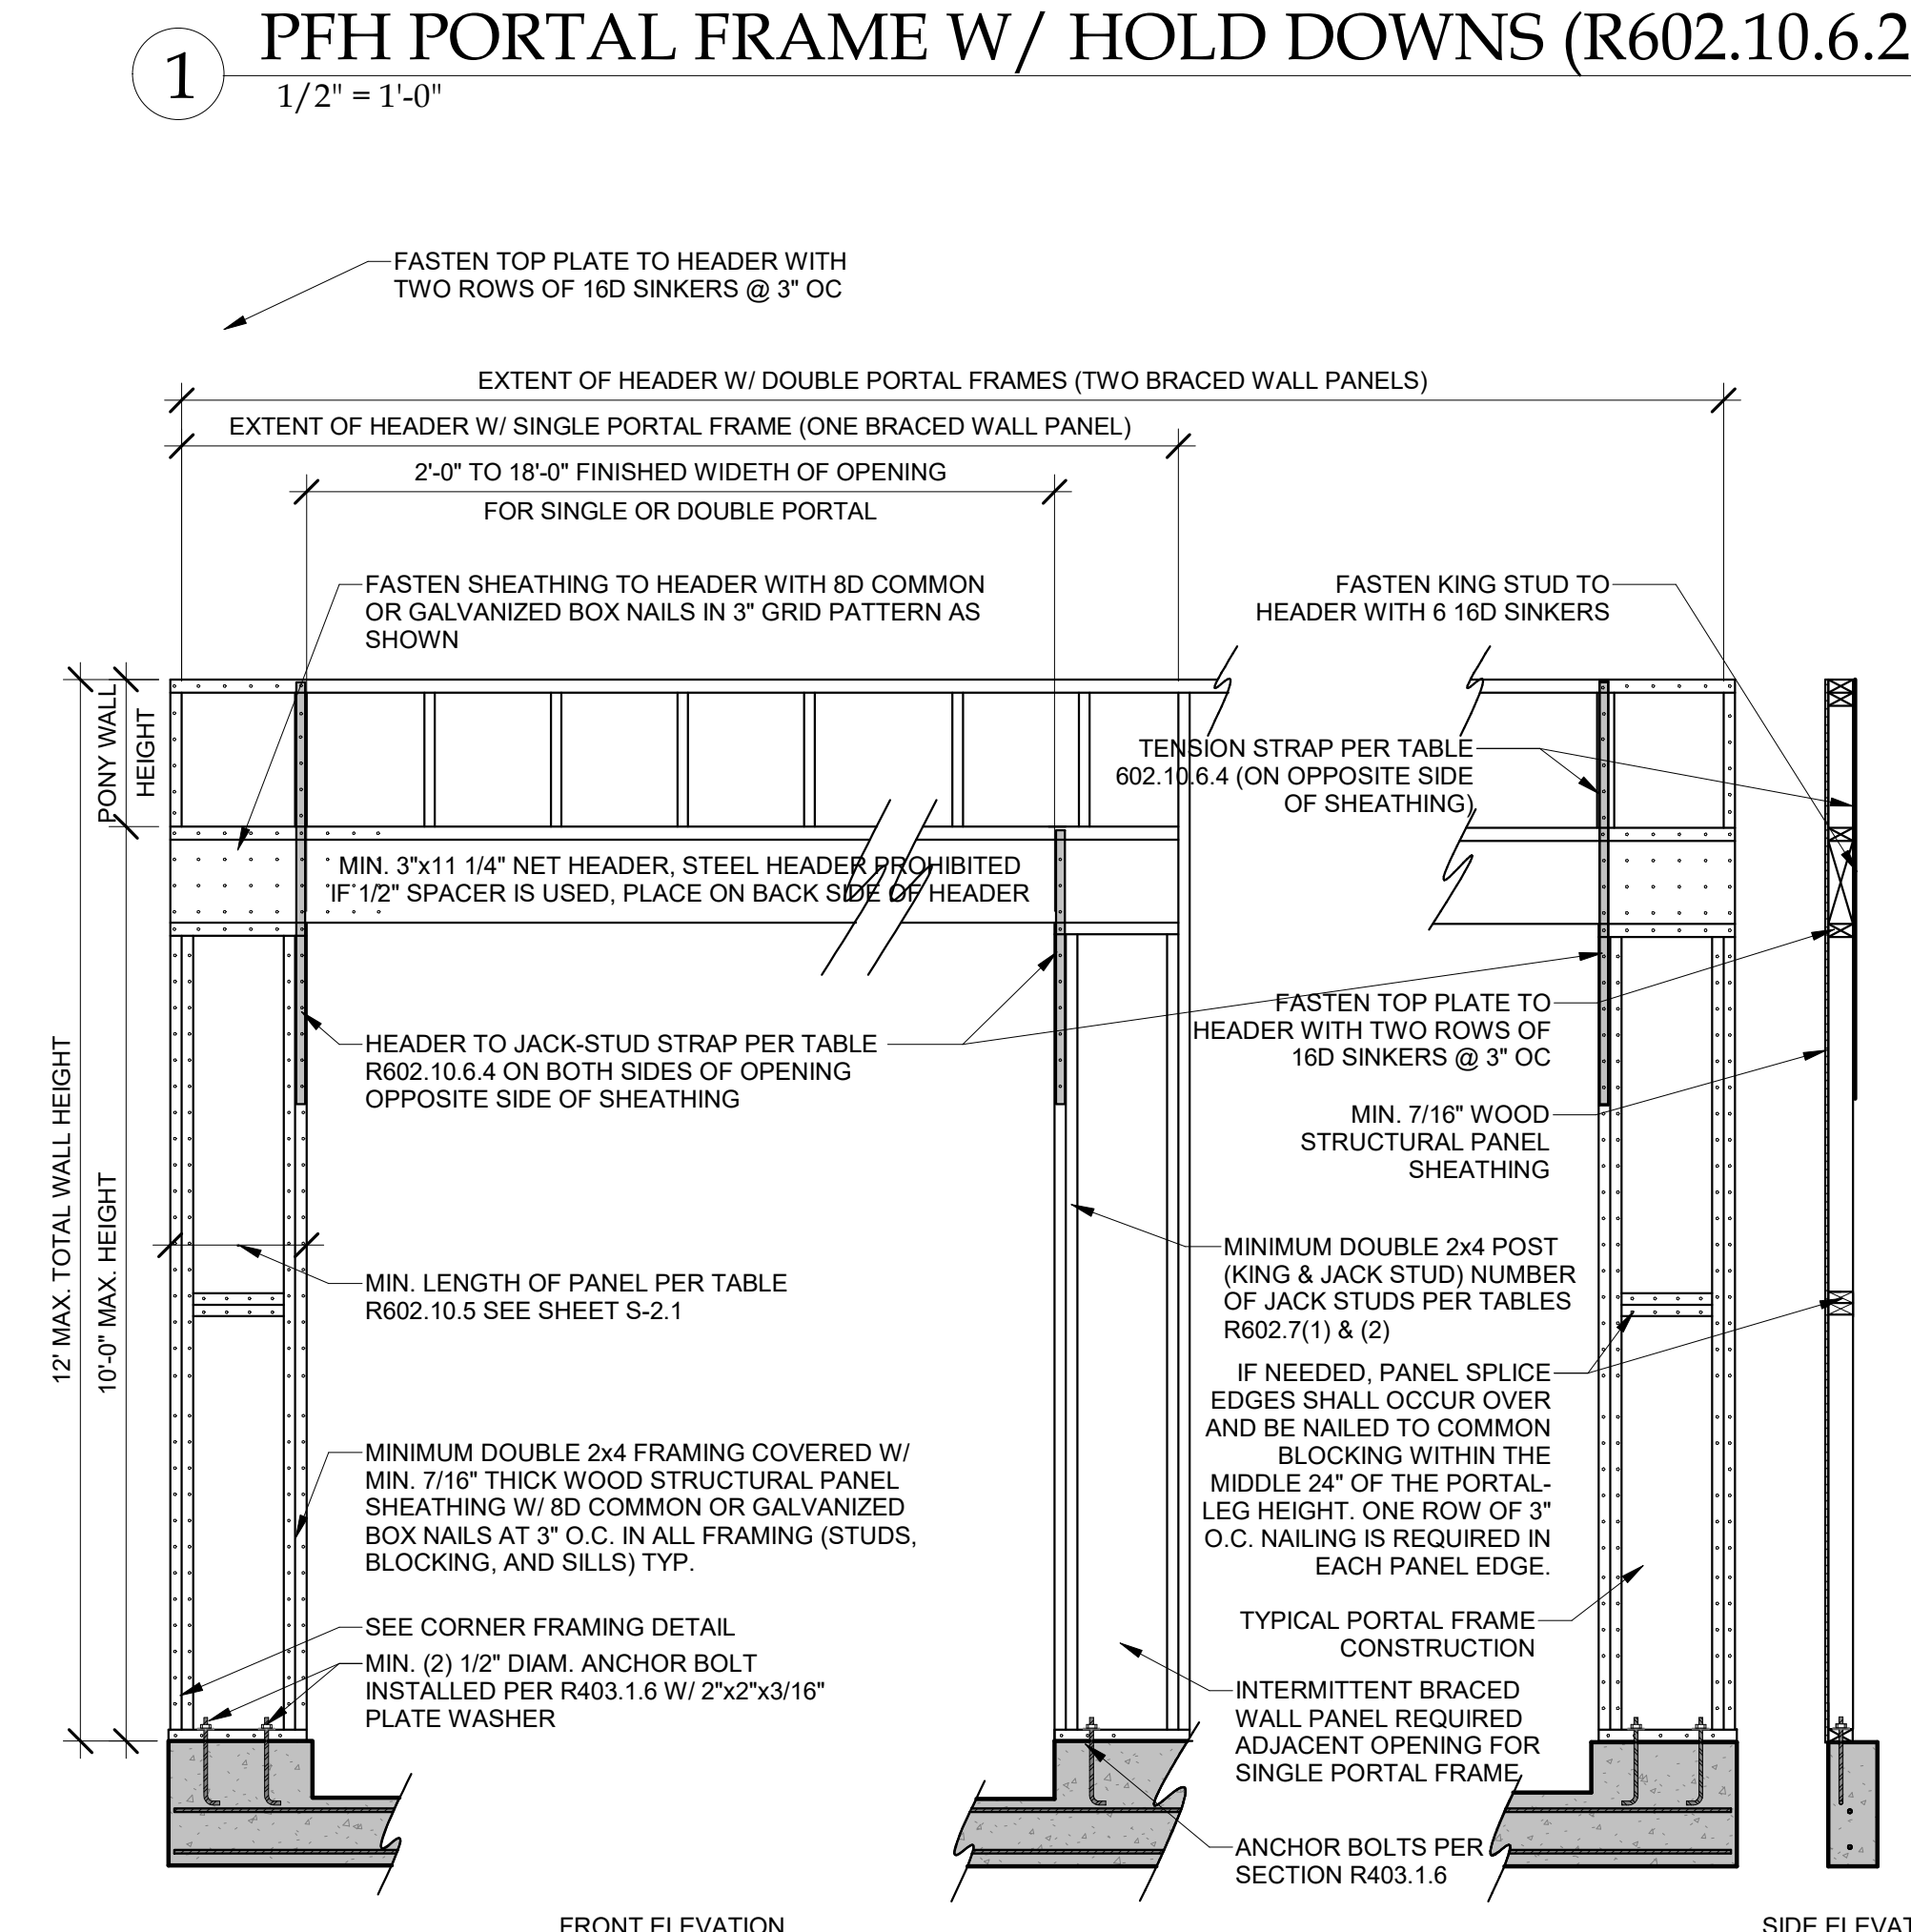 1
PFH PORTAL FRAME W/ HOLD DOWNS (R602.10.6.2
1/2" = 1'-0"
FASTEN TOP PLATE TO HEADER WITH
TWO ROWS OF 16D SINKERS @ 3" OC
EXTENT OF HEADER W/ DOUBLE PORTAL FRAMES (TWO BRACED WALL PANELS)
EXTENT OF HEADER W/ SINGLE PORTAL FRAME (ONE BRACED WALL PANEL)
2'-0" TO 18'-0" FINISHED WIDETH OF OPENING
FOR SINGLE OR DOUBLE PORTAL
FASTEN SHEATHING TO HEADER WITH 8D COMMON
OR GALVANIZED BOX NAILS IN 3" GRID PATTERN AS
SHOWN
FASTEN KING STUD TO
HEADER WITH 6 16D SINKERS
PONY WALL
HEIGHT
TENSION STRAP PER TABLE
602.10.6.4 (ON OPPOSITE SIDE
OF SHEATHING)
MIN. 3"x11 1/4" NET HEADER, STEEL HEADER PROHIBITED
IF 1/2" SPACER IS USED, PLACE ON BACK SIDE OF HEADER
12' MAX. TOTAL WALL HEIGHT
10'-0" MAX. HEIGHT
HEADER TO JACK-STUD STRAP PER TABLE
R602.10.6.4 ON BOTH SIDES OF OPENING
OPPOSITE SIDE OF SHEATHING
FASTEN TOP PLATE TO
HEADER WITH TWO ROWS OF
16D SINKERS @ 3" OC
MIN. 7/16" WOOD
STRUCTURAL PANEL
SHEATHING
MIN. LENGTH OF PANEL PER TABLE
R602.10.5 SEE SHEET S-2.1
MINIMUM DOUBLE 2x4 POST
(KING & JACK STUD) NUMBER
OF JACK STUDS PER TABLES
R602.7(1) & (2)
IF NEEDED, PANEL SPLICE
EDGES SHALL OCCUR OVER
AND BE NAILED TO COMMON
BLOCKING WITHIN THE
MIDDLE 24" OF THE PORTAL-
LEG HEIGHT. ONE ROW OF 3"
O.C. NAILING IS REQUIRED IN
EACH PANEL EDGE.
MINIMUM DOUBLE 2x4 FRAMING COVERED W/
MIN. 7/16" THICK WOOD STRUCTURAL PANEL
SHEATHING W/ 8D COMMON OR GALVANIZED
BOX NAILS AT 3" O.C. IN ALL FRAMING (STUDS,
BLOCKING, AND SILLS) TYP.
SEE CORNER FRAMING DETAIL
MIN. (2) 1/2" DIAM. ANCHOR BOLT
INSTALLED PER R403.1.6 W/ 2"x2"x3/16"
PLATE WASHER
TYPICAL PORTAL FRAME
CONSTRUCTION
INTERMITTENT BRACED
WALL PANEL REQUIRED
ADJACENT OPENING FOR
SINGLE PORTAL FRAME
ANCHOR BOLTS PER
SECTION R403.1.6
FRONT ELEVATION
SIDE ELEVAT